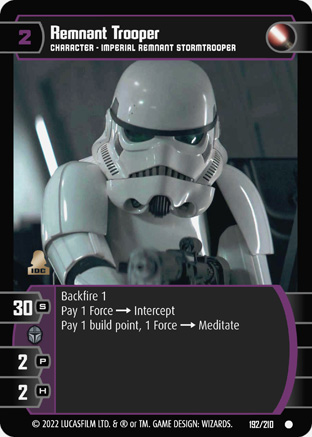 2 Remnant Trooper
CHARACTER - IMPERIAL REMNANT STORMTROOPER
IDC
30 S
Backfire 1
Pay 1 Force → Intercept
Pay 1 build point, 1 Force → Meditate
2 P
2 H
© 2022 LUCASFILM LTD. & ® or TM. GAME DESIGN: WIZARDS. 192/210